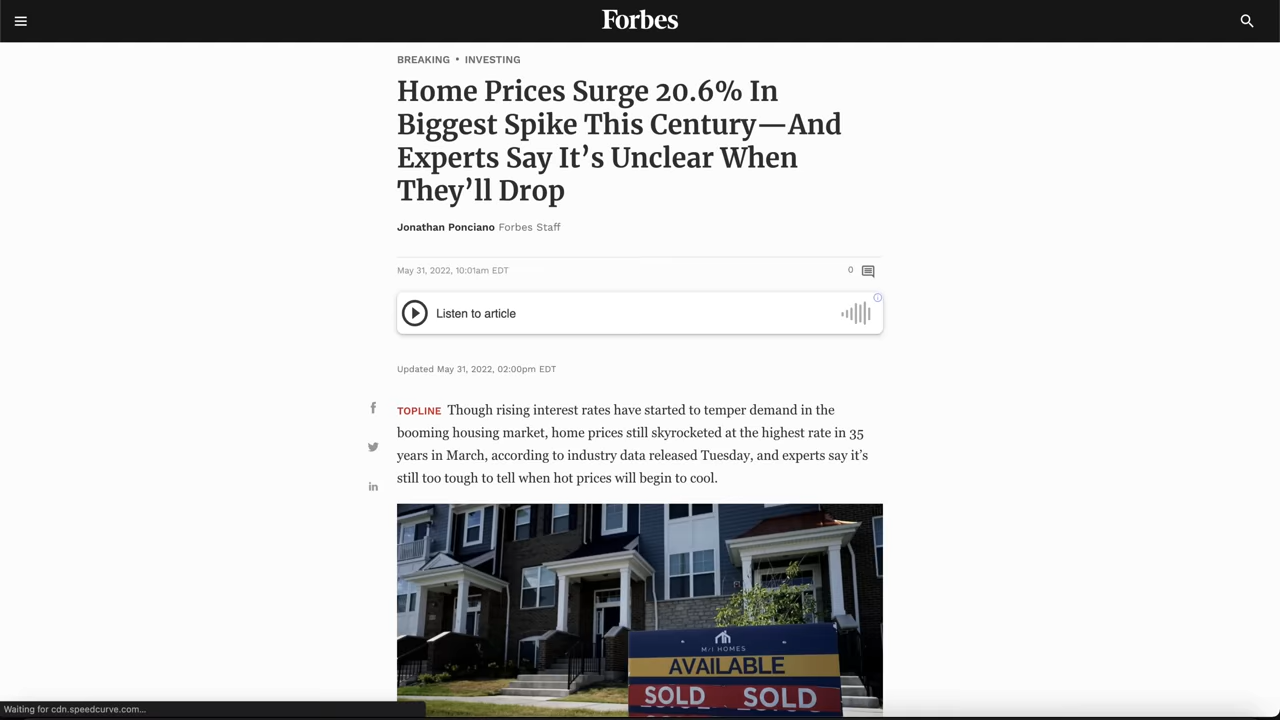 Forbes
BREAKING • INVESTING
Home Prices Surge 20.6% In
Biggest Spike This Century—And
Experts Say It’s Unclear When
They’ll Drop
Jonathan Ponciano Forbes Staff
May 31, 2022, 10:01am EDT
0
Listen to article
Updated May 31, 2022, 02:00pm EDT
TOPLINE Though rising interest rates have started to temper demand in the
booming housing market, home prices still skyrocketed at the highest rate in 35
years in March, according to industry data released Tuesday, and experts say it’s
still too tough to tell when hot prices will begin to cool.
f
in
M/I HOMES
AVAILABLE
SOLD SOLD
Waiting for cdn.speedcurve.com...